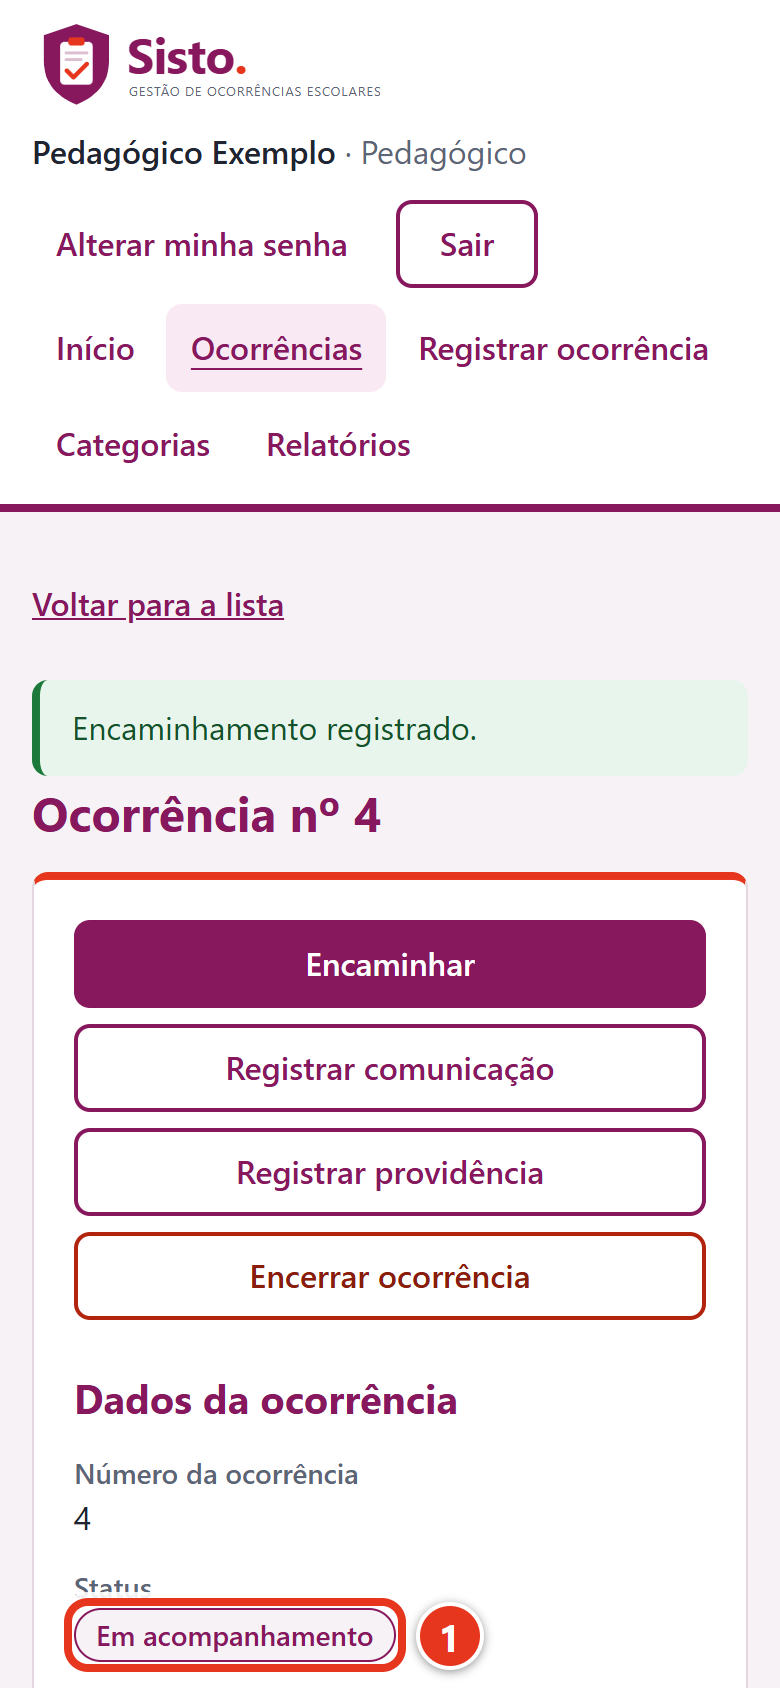 Sisto.
GESTÃO DE OCORRÊNCIAS ESCOLARES
Pedagógico Exemplo · Pedagógico
Alterar minha senha
Sair
Início
Ocorrências
Registrar ocorrência
Categorias
Relatórios
Voltar para a lista
Encaminhamento registrado.
Ocorrência nº 4
Encaminhar
Registrar comunicação
Registrar providência
Encerrar ocorrência
Dados da ocorrência
Número da ocorrência
4
Status
Em acompanhamento
1